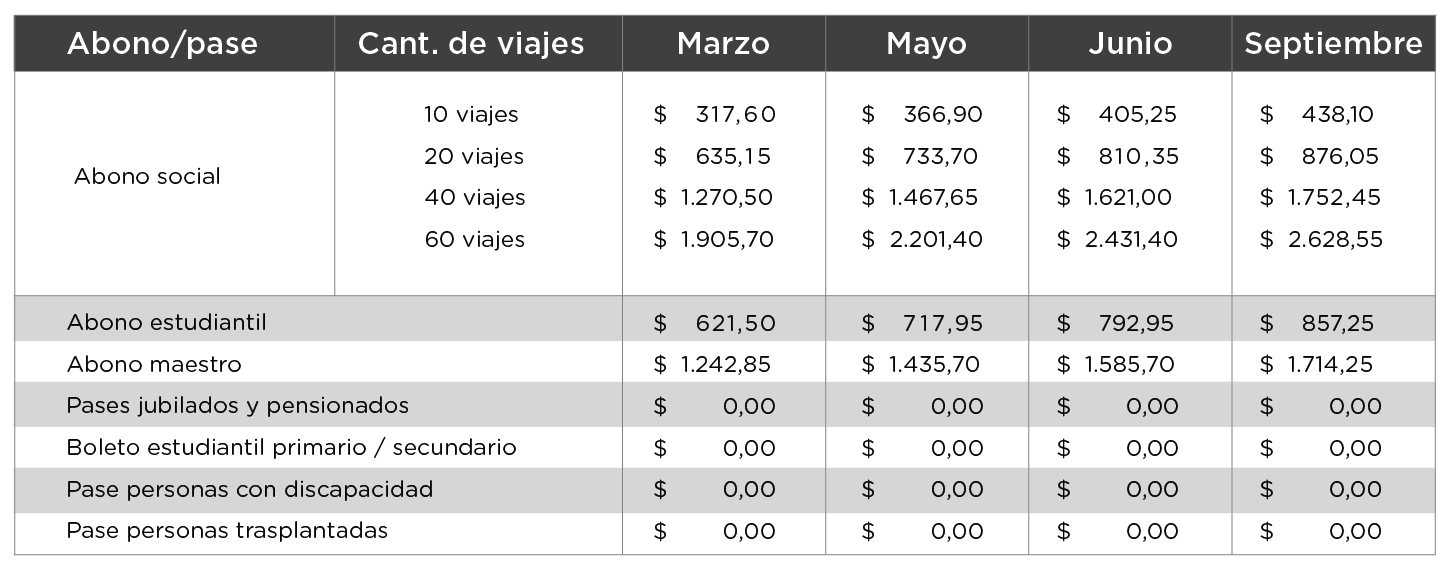 Abono/pase Cant. de viajes Marzo Mayo Junio Septiembre
10 viajes $ 317,60 $ 366,90 $ 405,25 $ 438,10
20 viajes $ 635,15 $ 733,70 $ 810,35 $ 876,05
Abono social
40 viajes $ 1.270,50 $ 1.467,65 $ 1.621,00 $ 1.752,45
60 viajes $ 1.905,70 $ 2.201,40 $ 2.431,40 $ 2.628,55
Abono estudiantil $ 621,50 $ 717,95 $ 792,95 $ 857,25
Abono maestro $ 1.242,85 $ 1.435,70 $ 1.585,70 $ 1.714,25
Pases jubilados y pensionados $ 0,00 $ 0,00 $ 0,00 $ 0,00
Boleto estudiantil primario / secundario $ 0,00 $ 0,00 $ 0,00 $ 0,00
Pase personas con discapacidad $ 0,00 $ 0,00 $ 0,00 $ 0,00
Pase personas trasplantadas $ 0,00 $ 0,00 $ 0,00 $ 0,00